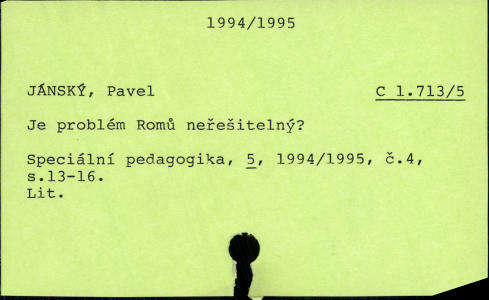 1994/1995
JÁNSKÝ, Pavel C 1.713/5
Je problém Romů neřešitelný?
Speciální pedagogika, 5, 1994/1995, č.4,
s.13-16.
Lit.